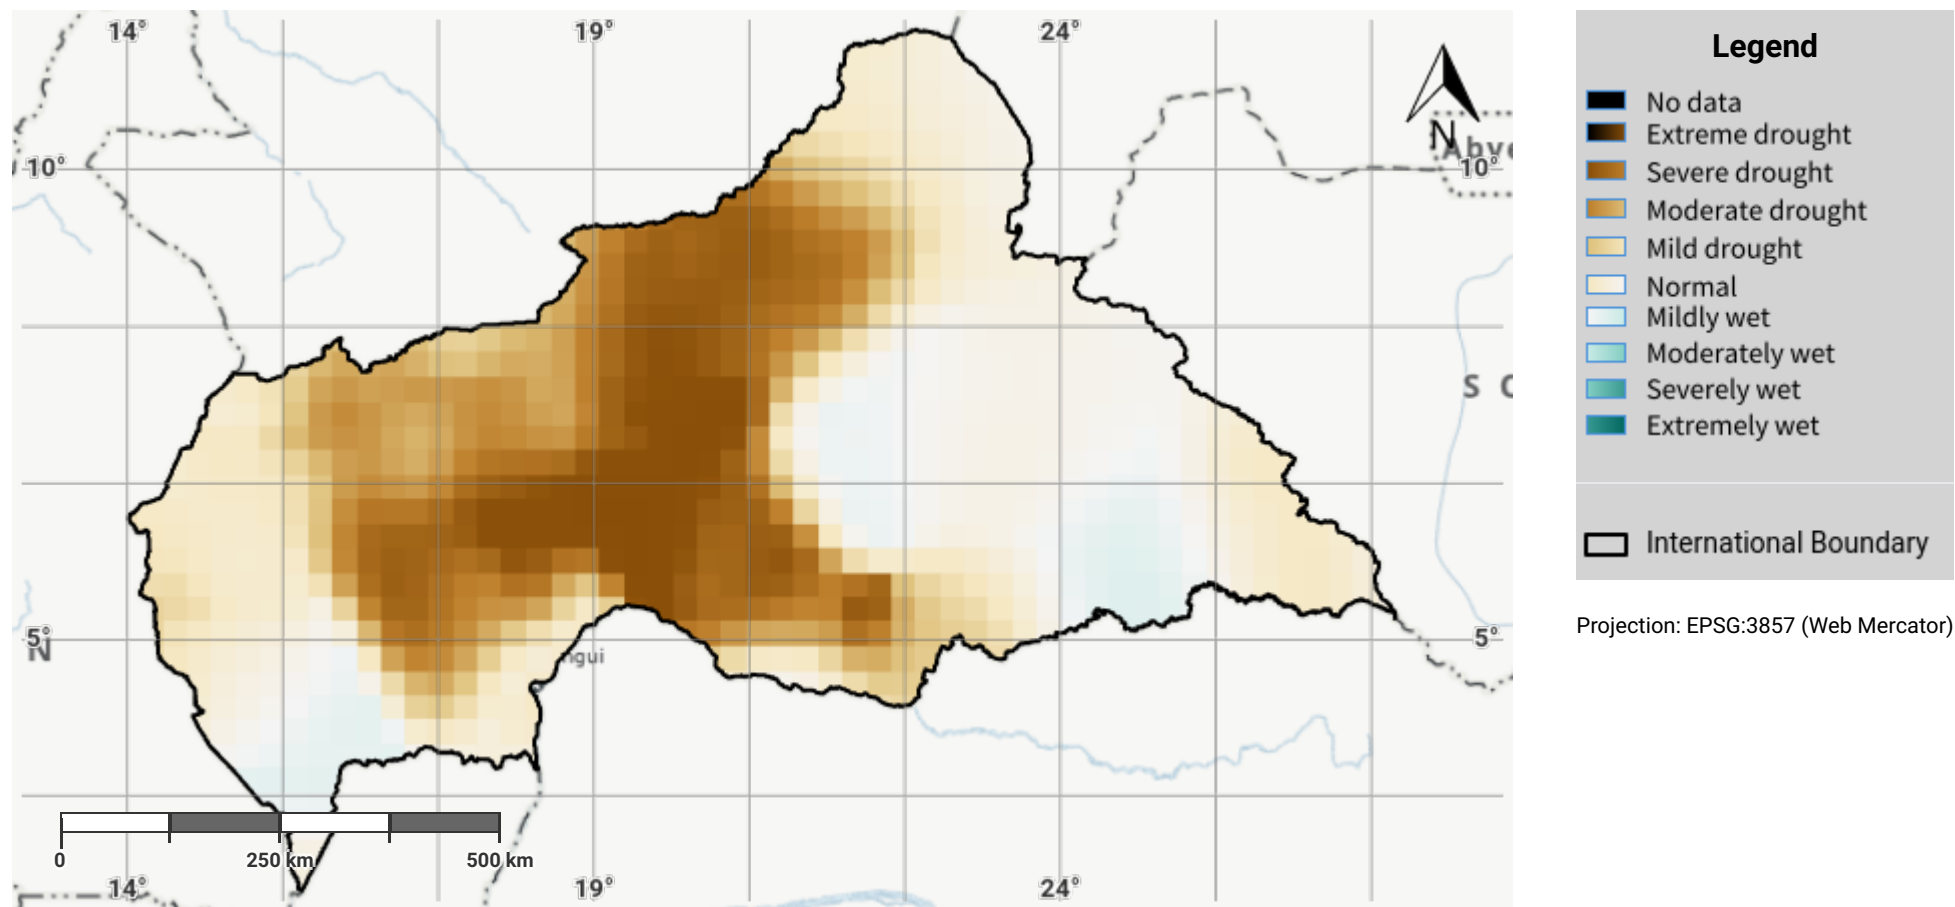 14° 19° 24°
N
Abye
10° 10°
S O
5° 5°
N
ngui
0 250 km 500 km
14° 19° 24°
Legend
No data
Extreme drought
Severe drought
Moderate drought
Mild drought
Normal
Mildly wet
Moderately wet
Severely wet
Extremely wet
International Boundary
Projection: EPSG:3857 (Web Mercator)